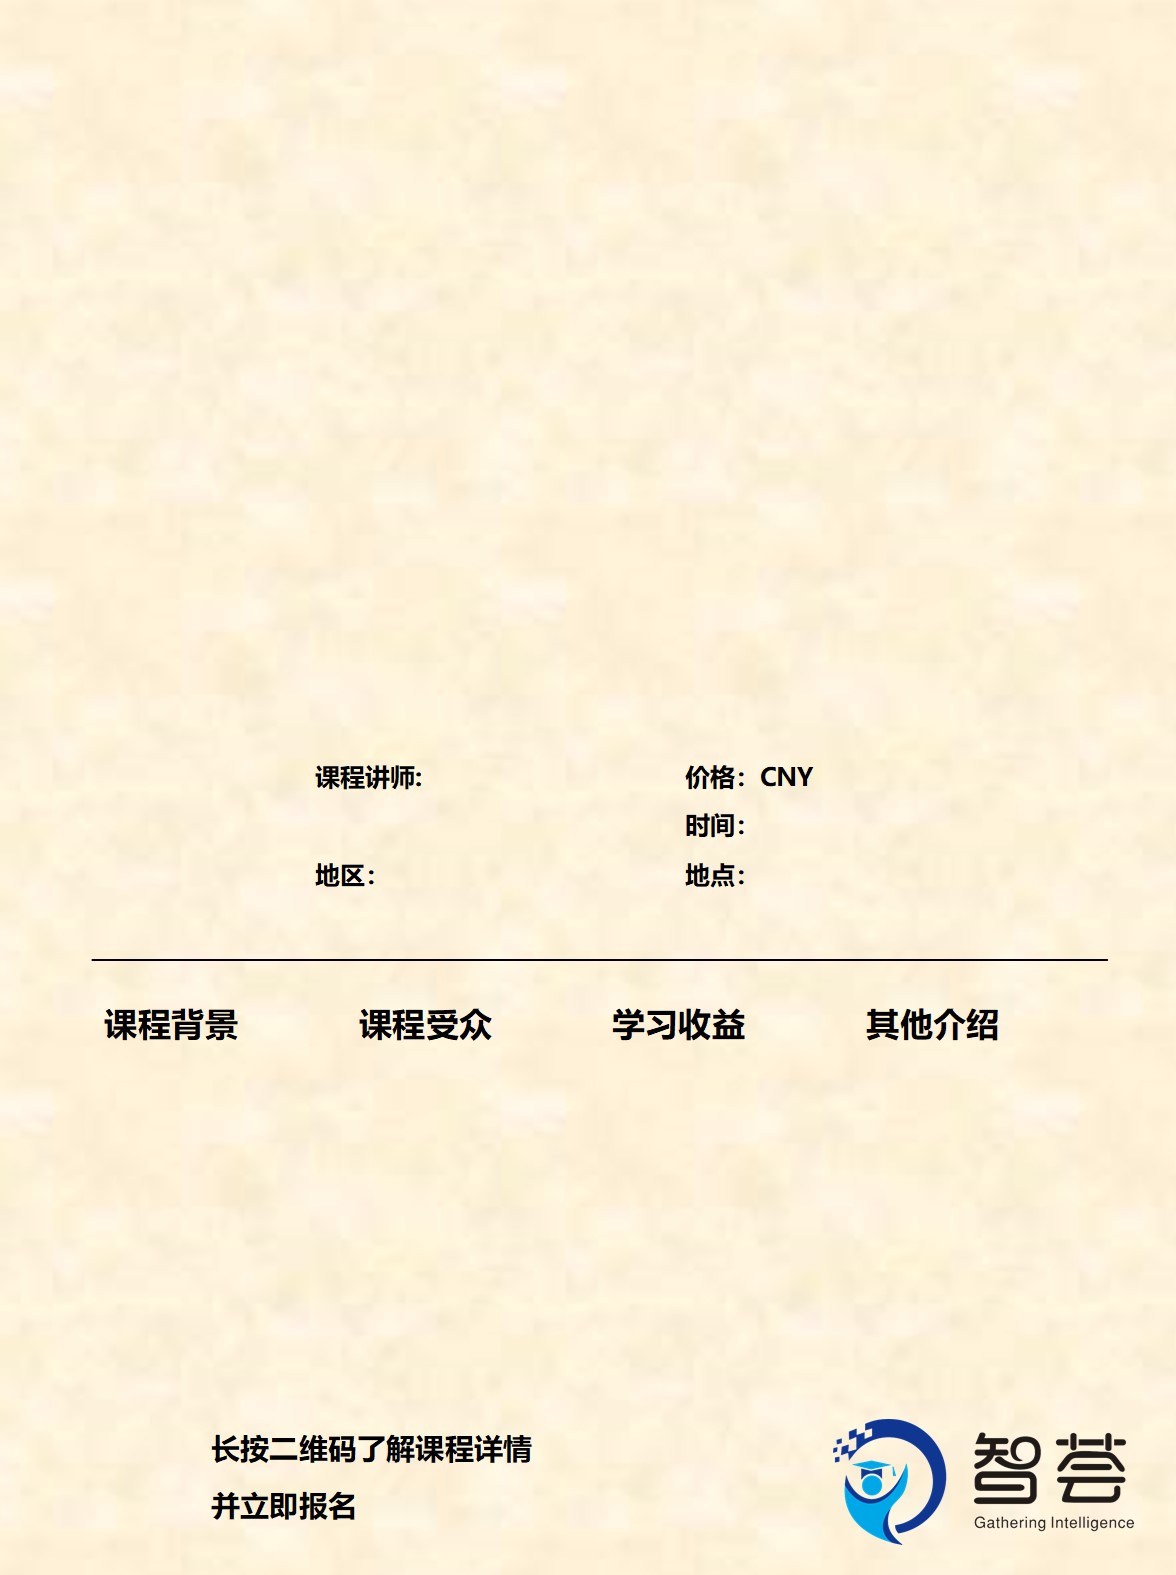 课程讲师:
价格：CNY
时间：
地区：
地点：
课程背景
课程受众
学习收益
其他介绍
长按二维码了解课程详情
并立即报名
智荟
Gathering Intelligence